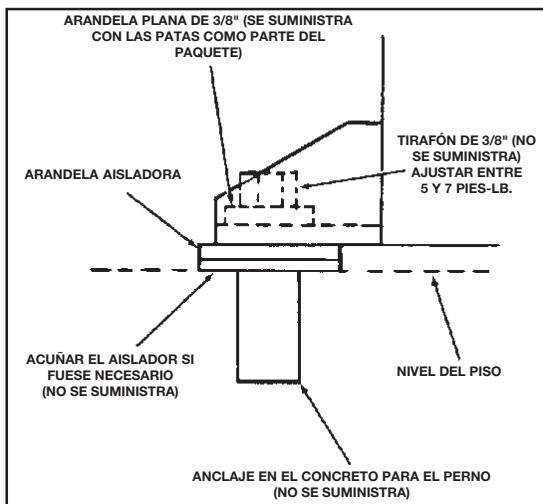 ARANDELA PLANA DE 3/8" (SE SUMINISTRA
CON LAS PATAS COMO PARTE DEL
PAQUETE)
TIRAFÓN DE 3/8" (NO
SE SUMINISTRA)
AJUSTAR ENTRE
5 Y 7 PIES-LB.
ARANDELA AISLADORA
ACUÑAR EL AISLADOR SI
FUESE NECESARIO
(NO SE SUMINISTRA)
NIVEL DEL PISO
ANCLAJE EN EL CONCRETO PARA EL PERNO
(NO SE SUMINISTRA)